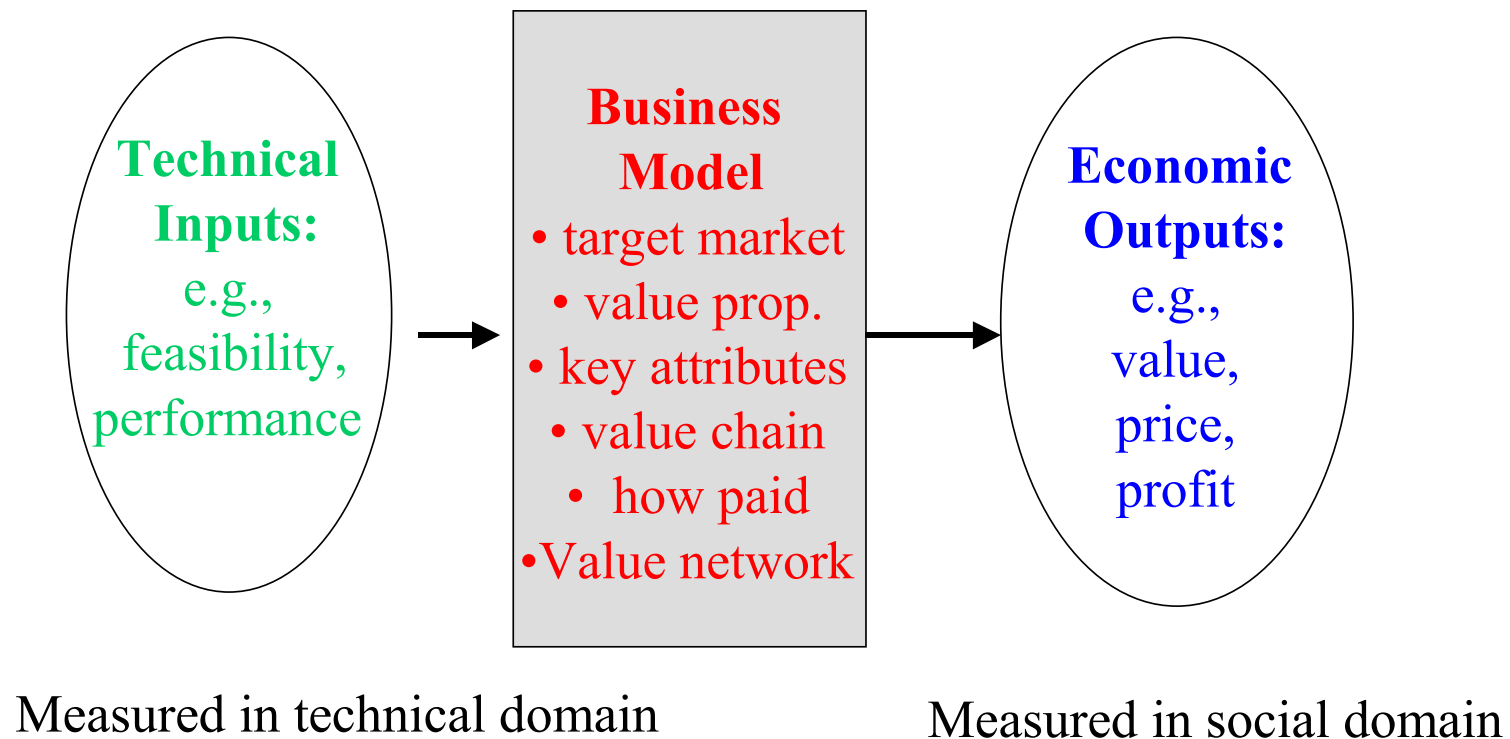 Technical
Inputs:
e.g.,
feasibility,
performance
Business
Model
• target market
• value prop.
• key attributes
• value chain
• how paid
•Value network
Economic
Outputs:
e.g.,
value,
price,
profit
Measured in technical domain
Measured in social domain